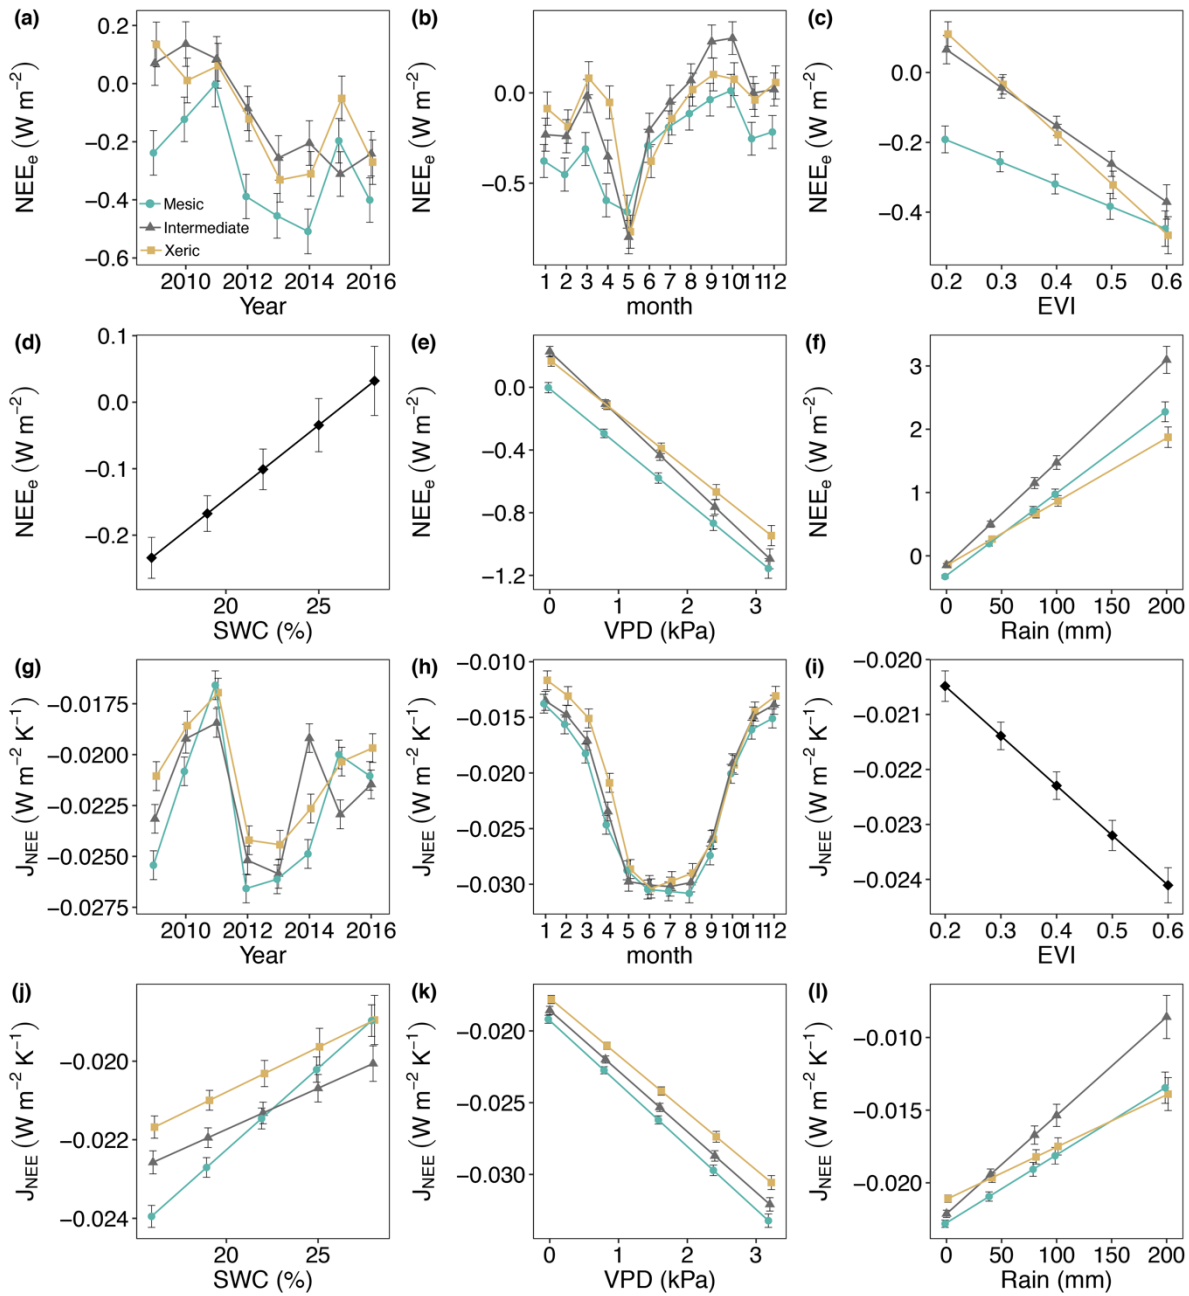 (a)
NEEe (W m−2)
0.2
0.0
−0.2
−0.4
−0.6
Mesic
Intermediate
Xeric
2010 2012 2014 2016
Year
(b)
NEEe (W m−2)
0.0
−0.5
1 2 3 4 5 6 7 8 9 10 11 12
month
(c)
NEEe (W m−2)
0.0
−0.2
−0.4
0.2 0.3 0.4 0.5 0.6
EVI
(d)
NEEe (W m−2)
0.1
0.0
−0.1
−0.2
20 25
SWC (%)
(e)
NEEe (W m−2)
0.0
−0.4
−0.8
−1.2
0 1 2 3
VPD (kPa)
(f)
NEEe (W m−2)
3
2
1
0
0 50 100 150 200
Rain (mm)
(g)
JNEE (W m−2 K−1)
−0.0175
−0.0200
−0.0225
−0.0250
−0.0275
2010 2012 2014 2016
Year
(h)
JNEE (W m−2 K−1)
−0.010
−0.015
−0.020
−0.025
−0.030
1 2 3 4 5 6 7 8 9 10 11 12
month
(i)
JNEE (W m−2 K−1)
−0.020
−0.021
−0.022
−0.023
−0.024
0.2 0.3 0.4 0.5 0.6
EVI
(j)
JNEE (W m−2 K−1)
−0.020
−0.022
−0.024
20 25
SWC (%)
(k)
JNEE (W m−2 K−1)
−0.020
−0.025
−0.030
0 1 2 3
VPD (kPa)
(l)
JNEE (W m−2 K−1)
−0.010
−0.015
−0.020
0 50 100 150 200
Rain (mm)